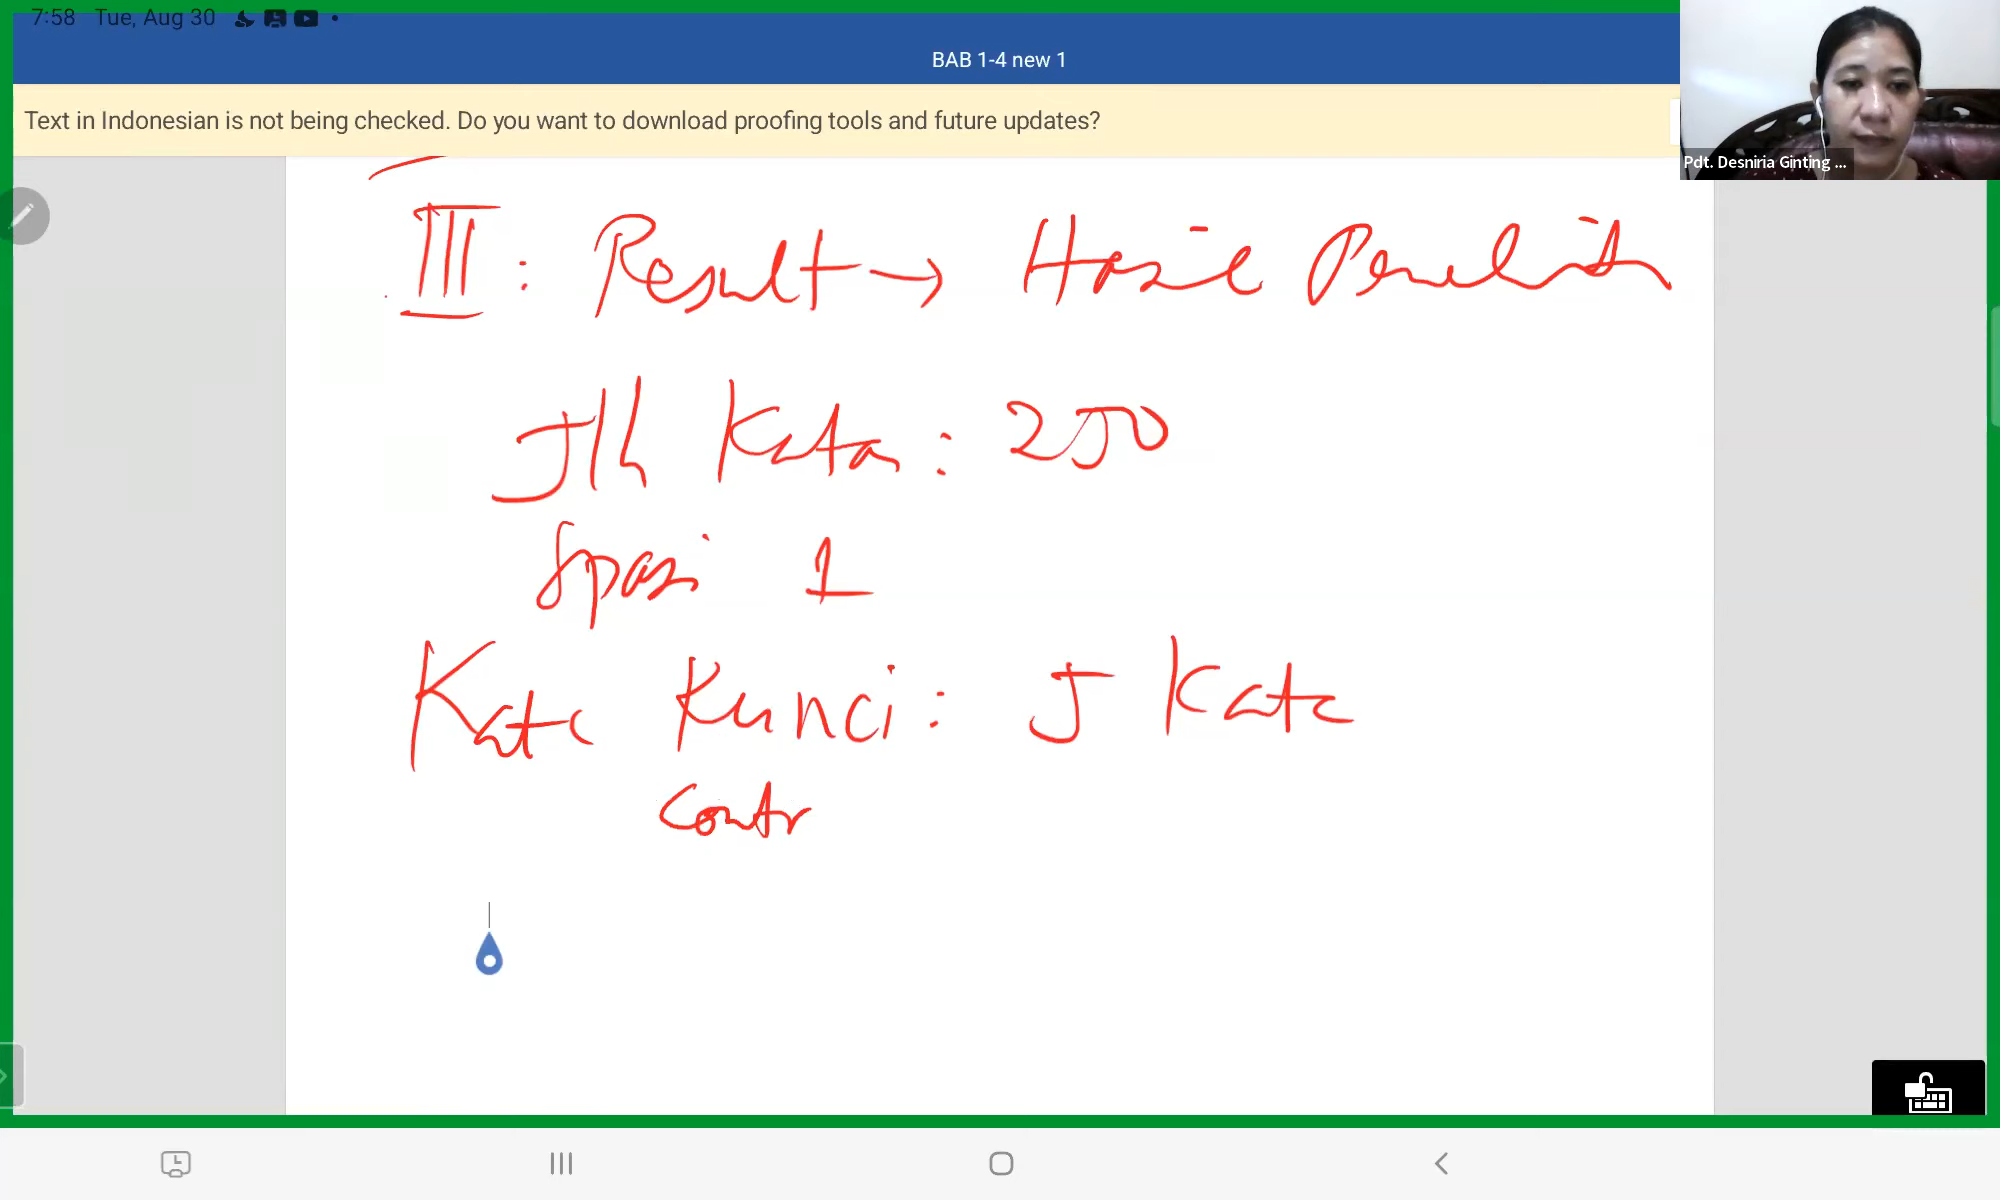 7:58 Tue, Aug 30
BAB 1-4 new 1
Text in Indonesian is not being checked. Do you want to download proofing tools and future updates?
Pdt. Desniria Ginting ...
III : Result → Hasil Penelitn
Jlh Kata : 250
Spasi 1
Kata Kunci : 5 Kata
Contr